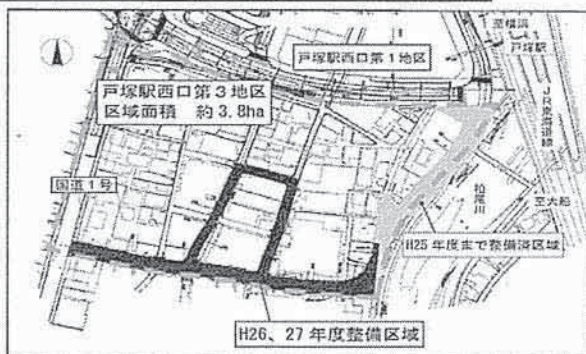 至横浜
戸塚駅
戸塚駅西口第1地区
戸塚駅西口第3地区
区域面積 約3.8ha
JR東海道線
国道1号
柏尾川
至大船
H25年度まで整備済区域
H26、27年度整備区域